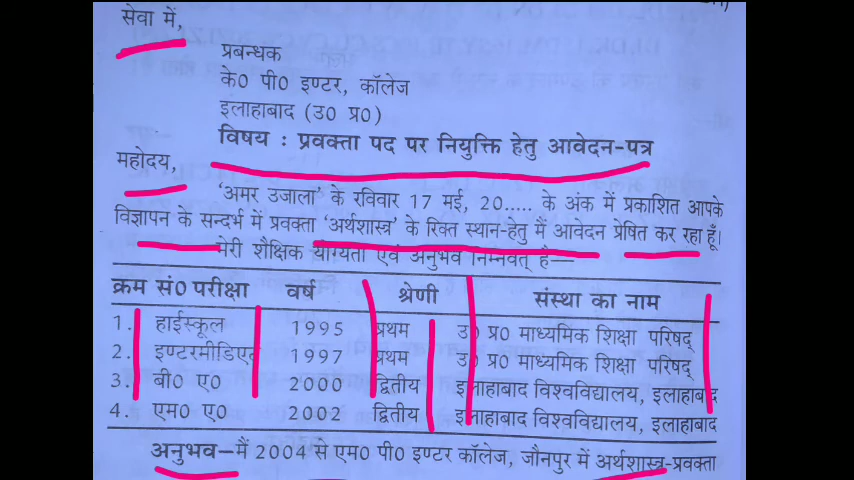 सेवा में,
प्रबन्धक
के0 पी0 इण्टर, कॉलेज
इलाहाबाद (उ0 प्र0)
विषय : प्रवक्ता पद पर नियुक्ति हेतु आवेदन-पत्र
महोदय,
'अमर उजाला' के रविवार 17 मई, 20..... के अंक में प्रकाशित आपके
विज्ञापन के सन्दर्भ में प्रवक्ता 'अर्थशास्त्र' के रिक्त स्थान-हेतु मैं आवेदन प्रेषित कर रहा हूँ।
मेरी शैक्षिक योग्यता एवं अनुभव निम्नवत् है—
क्रम सं0 परीक्षा वर्ष श्रेणी संस्था का नाम
1. हाईस्कूल 1995 प्रथम उ0 प्र0 माध्यमिक शिक्षा परिषद्
2. इण्टरमीडिएट 1997 प्रथम उ0 प्र0 माध्यमिक शिक्षा परिषद्
3. बी0 ए0 2000 द्वितीय इलाहाबाद विश्वविद्यालय, इलाहाबाद
4. एम0 ए0 2002 द्वितीय इलाहाबाद विश्वविद्यालय, इलाहाबाद
अनुभव—मैं 2004 से एम0 पी0 इण्टर कॉलेज, जौनपुर में अर्थशास्त्र-प्रवक्ता